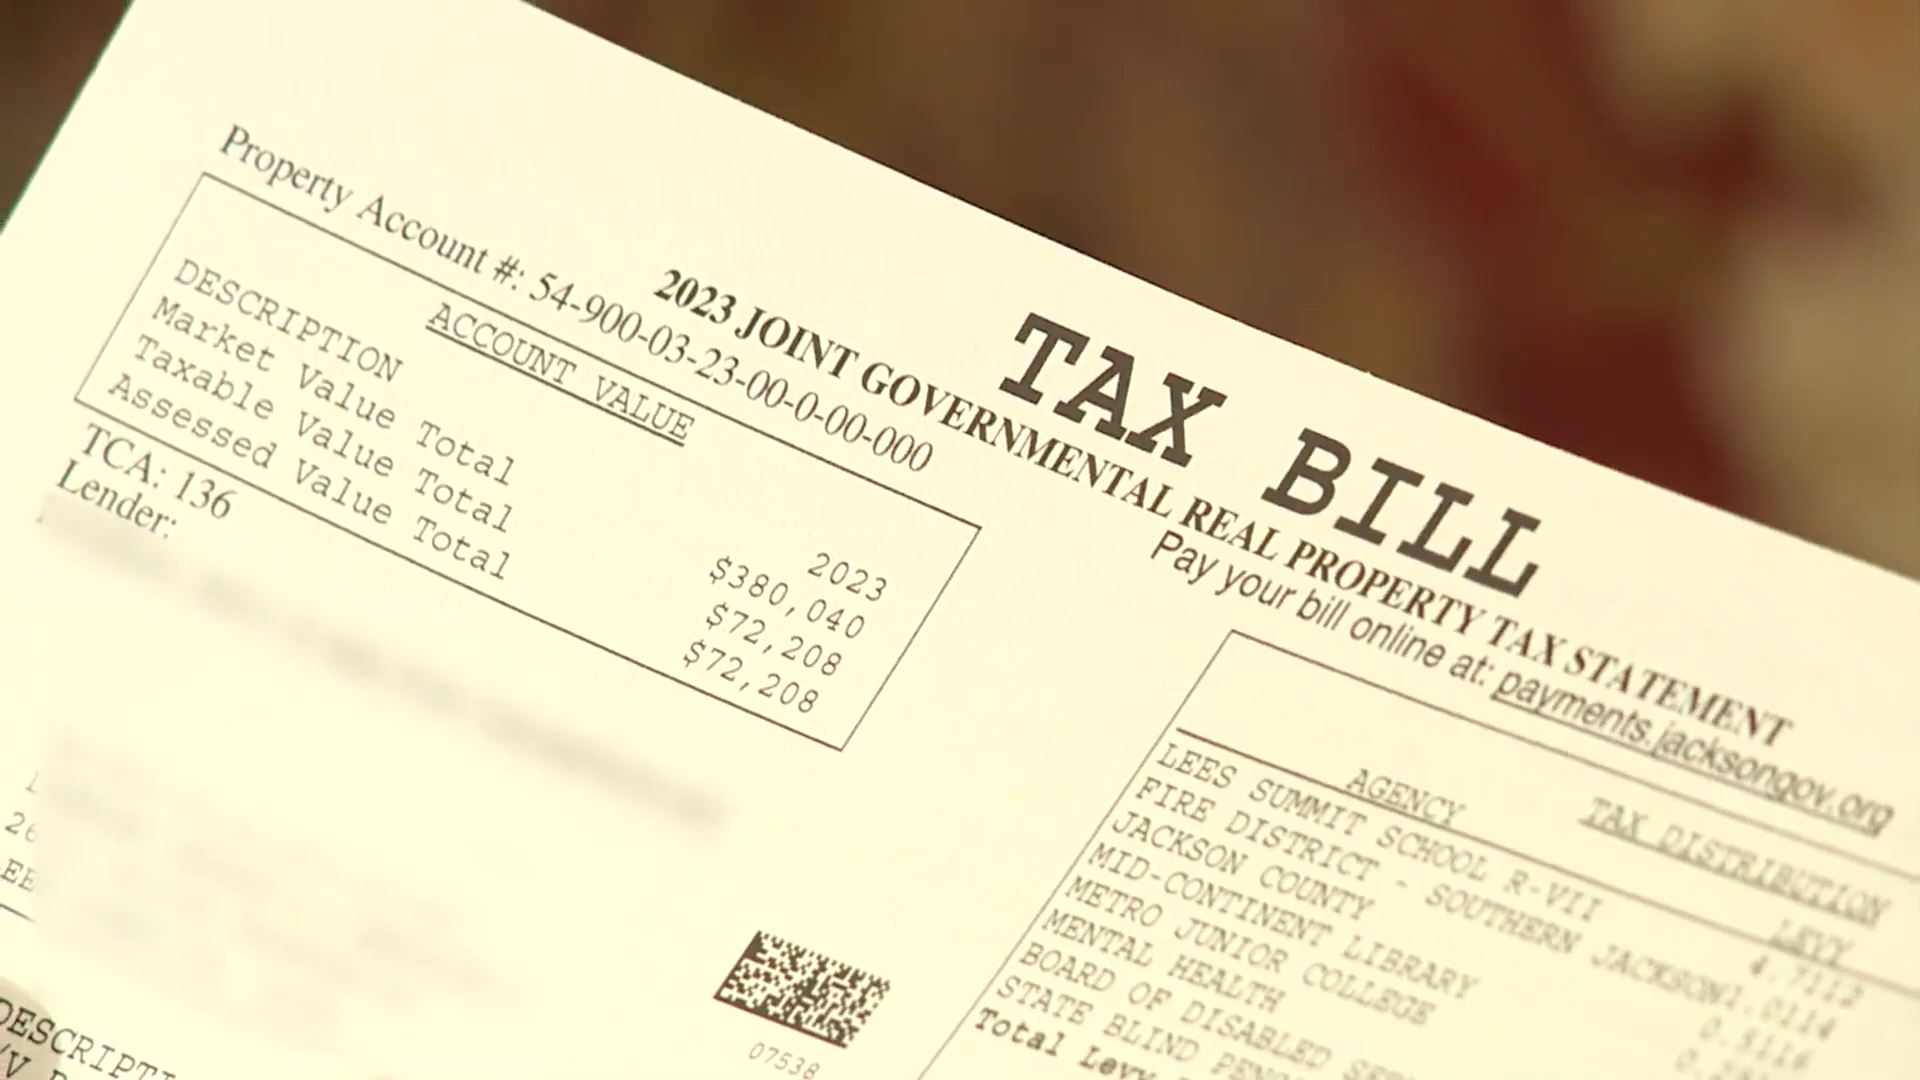 TAX BILL
2023 JOINT GOVERNMENTAL REAL PROPERTY TAX STATEMENT
Pay your bill online at: payments.jacksongov.org
Property Account #: 54-900-03-23-00-0-00-000
ACCOUNT VALUE
DESCRIPTION 2023
Market Value Total $380,040
Taxable Value Total $72,208
Assessed Value Total $72,208
TCA: 136
Lender:
TAX DISTRIBUTION
AGENCY LEVY
LEES SUMMIT SCHOOL R-VII 4.7112
FIRE DISTRICT - SOUTHERN JACKSON 1.0114
JACKSON COUNTY 0.5116
MID-CONTINENT LIBRARY
METRO JUNIOR COLLEGE
MENTAL HEALTH
BOARD OF DISABLED
STATE BLIND
Total Levy
07538
26